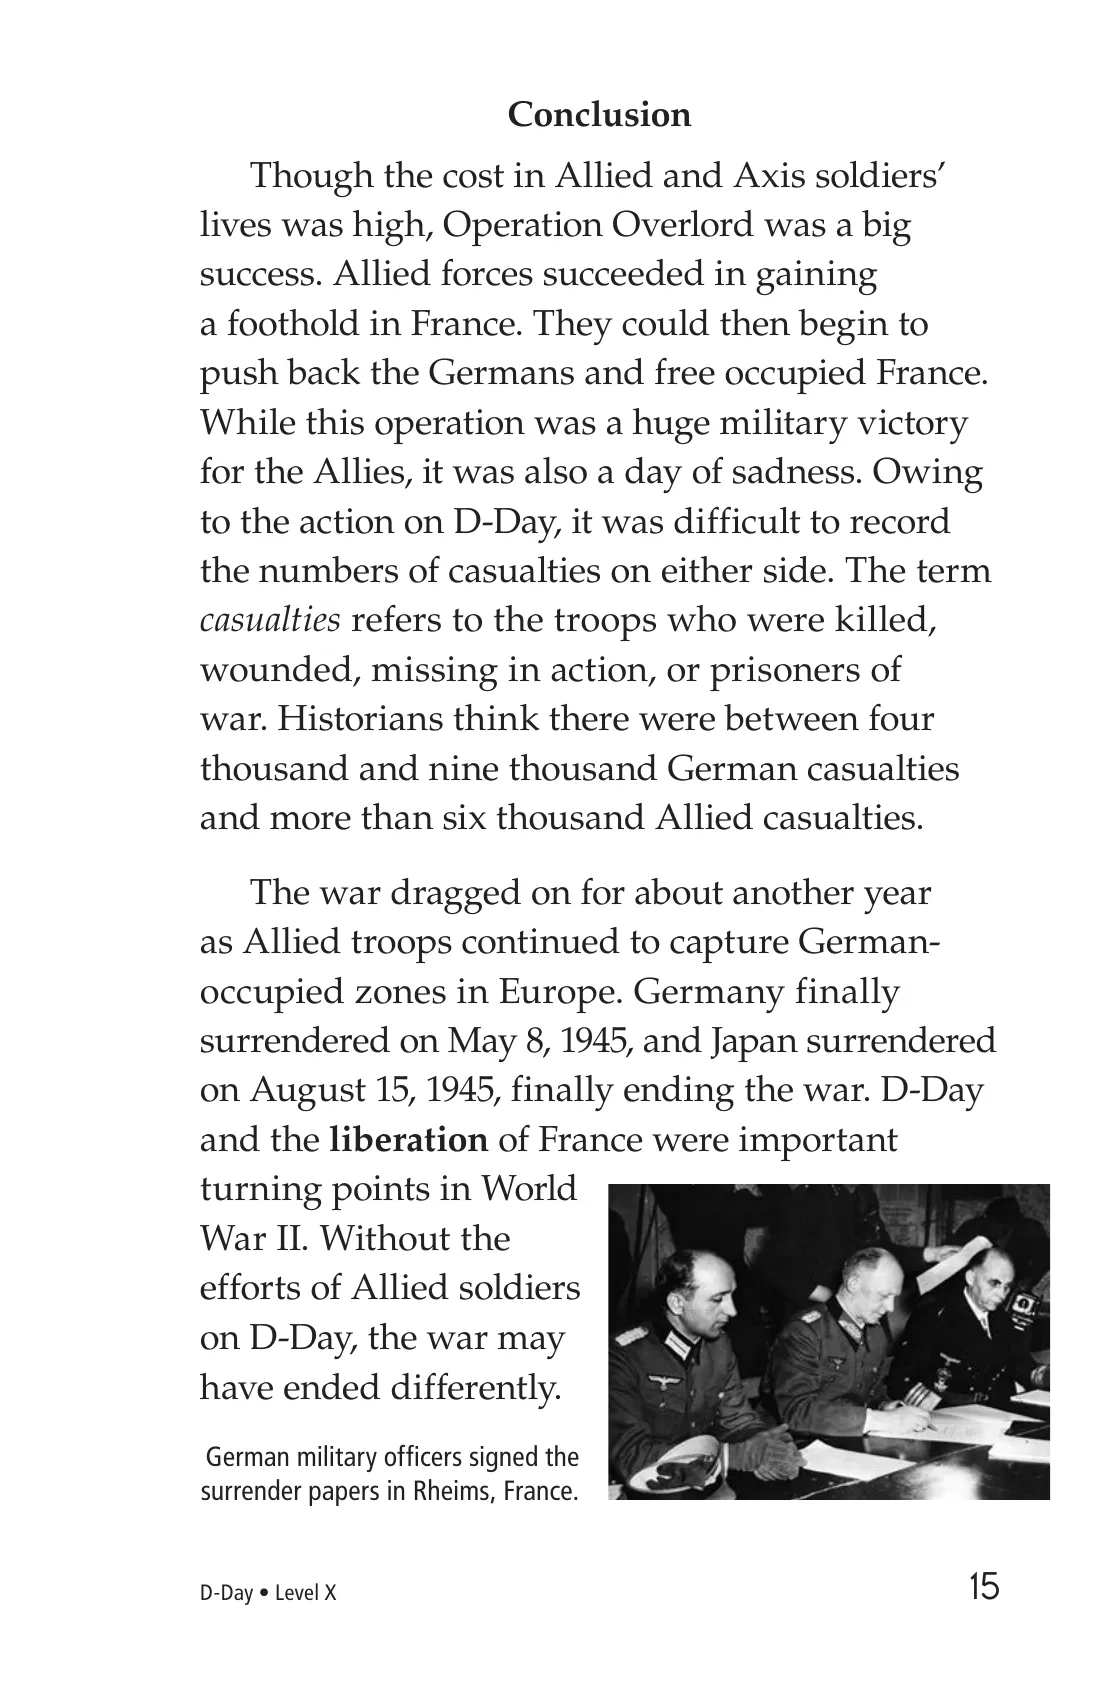 Conclusion
Though the cost in Allied and Axis soldiers’
lives was high, Operation Overlord was a big
success. Allied forces succeeded in gaining
a foothold in France. They could then begin to
push back the Germans and free occupied France.
While this operation was a huge military victory
for the Allies, it was also a day of sadness. Owing
to the action on D-Day, it was difficult to record
the numbers of casualties on either side. The term
casualties refers to the troops who were killed,
wounded, missing in action, or prisoners of
war. Historians think there were between four
thousand and nine thousand German casualties
and more than six thousand Allied casualties.
The war dragged on for about another year
as Allied troops continued to capture German-
occupied zones in Europe. Germany finally
surrendered on May 8, 1945, and Japan surrendered
on August 15, 1945, finally ending the war. D-Day
and the liberation of France were important
turning points in World
War II. Without the
efforts of Allied soldiers
on D-Day, the war may
have ended differently.
German military officers signed the
surrender papers in Rheims, France.
D-Day • Level X
15